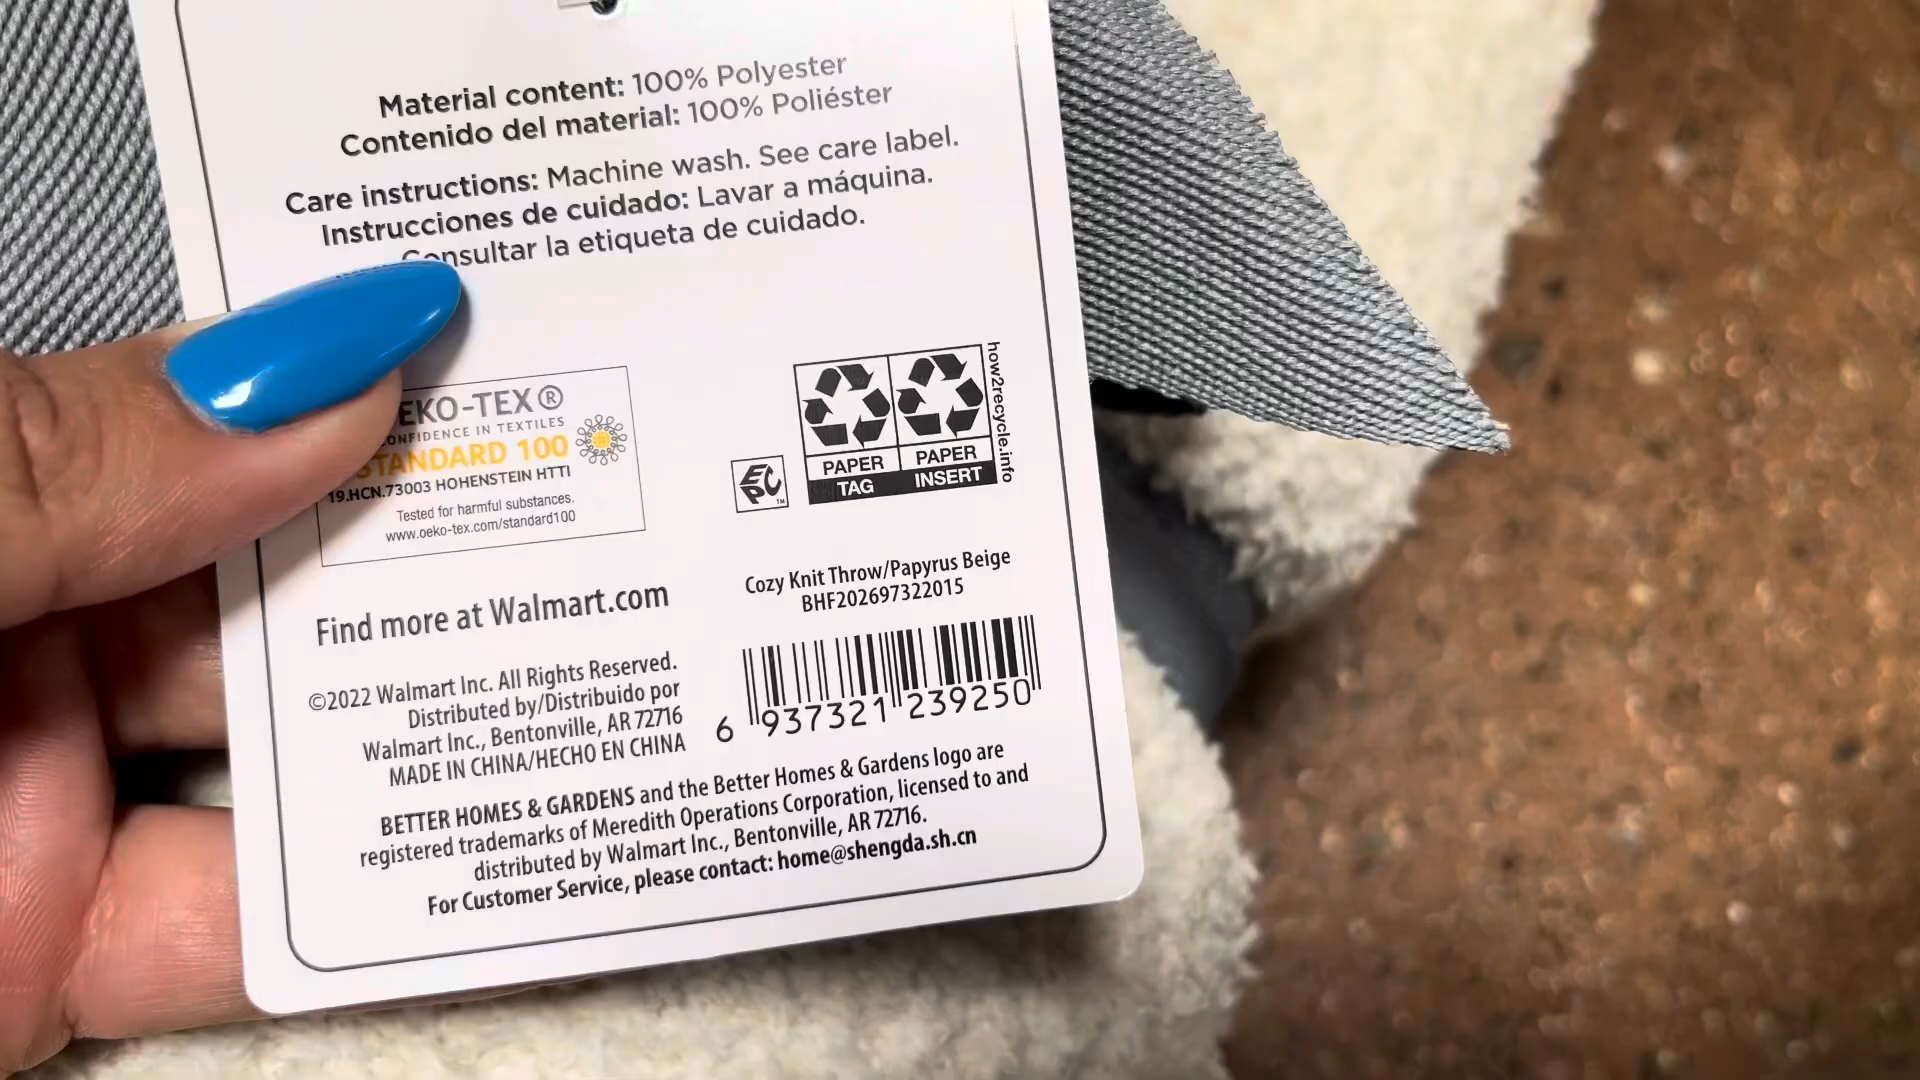 Material content: 100% Polyester
Contenido del material: 100% Poliéster
Care instructions: Machine wash. See care label.
Instrucciones de cuidado: Lavar a máquina.
Consultar la etiqueta de cuidado.
EKO-TEX®
ONFIDENCE IN TEXTILES
STANDARD 100
19.HCN.73003 HOHENSTEIN HTTI
Tested for harmful substances.
www.oeko-tex.com/standard100
EPC™
PAPER PAPER
TAG INSERT
how2recycle.info
Find more at Walmart.com
Cozy Knit Throw/Papyrus Beige
BHF202697322015
©2022 Walmart Inc. All Rights Reserved.
Distributed by/Distribuido por
Walmart Inc., Bentonville, AR 72716
MADE IN CHINA/HECHO EN CHINA
6 937321 239250
BETTER HOMES & GARDENS and the Better Homes & Gardens logo are
registered trademarks of Meredith Operations Corporation, licensed to and
distributed by Walmart Inc., Bentonville, AR 72716.
For Customer Service, please contact: home@shengda.sh.cn